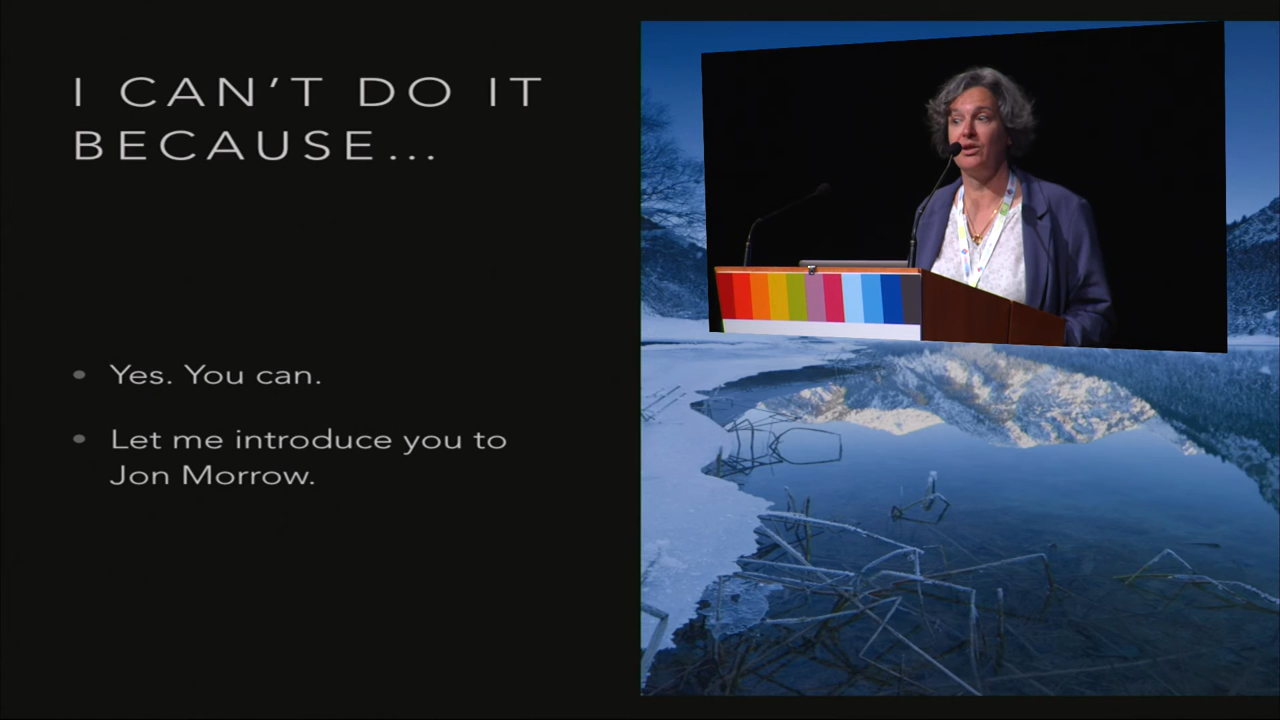 I CAN’T DO IT
BECAUSE...
• Yes. You can.
• Let me introduce you to
Jon Morrow.